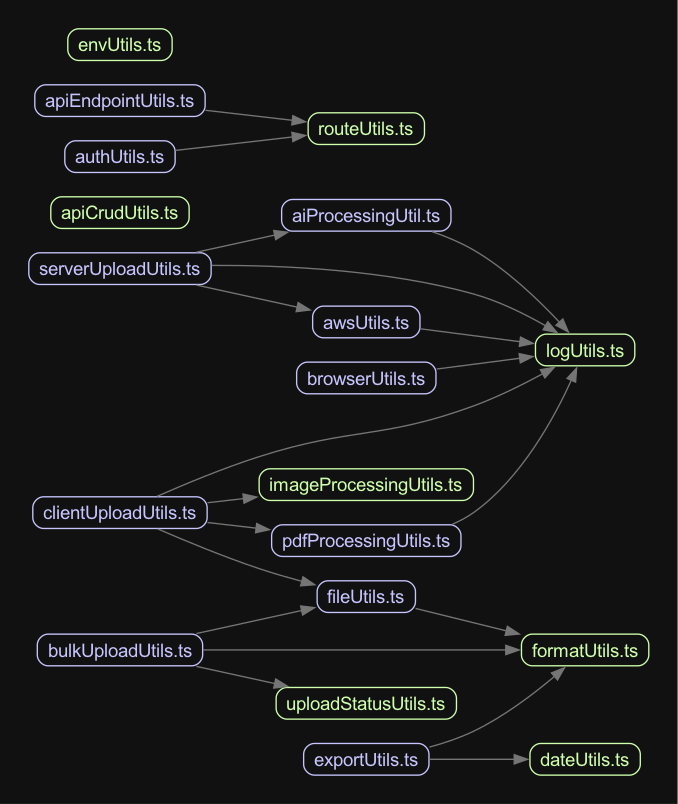 envUtils.ts
apiEndpointUtils.ts
routeUtils.ts
authUtils.ts
apiCrudUtils.ts
aiProcessingUtil.ts
serverUploadUtils.ts
awsUtils.ts
logUtils.ts
browserUtils.ts
imageProcessingUtils.ts
clientUploadUtils.ts
pdfProcessingUtils.ts
fileUtils.ts
bulkUploadUtils.ts
formatUtils.ts
uploadStatusUtils.ts
exportUtils.ts
dateUtils.ts